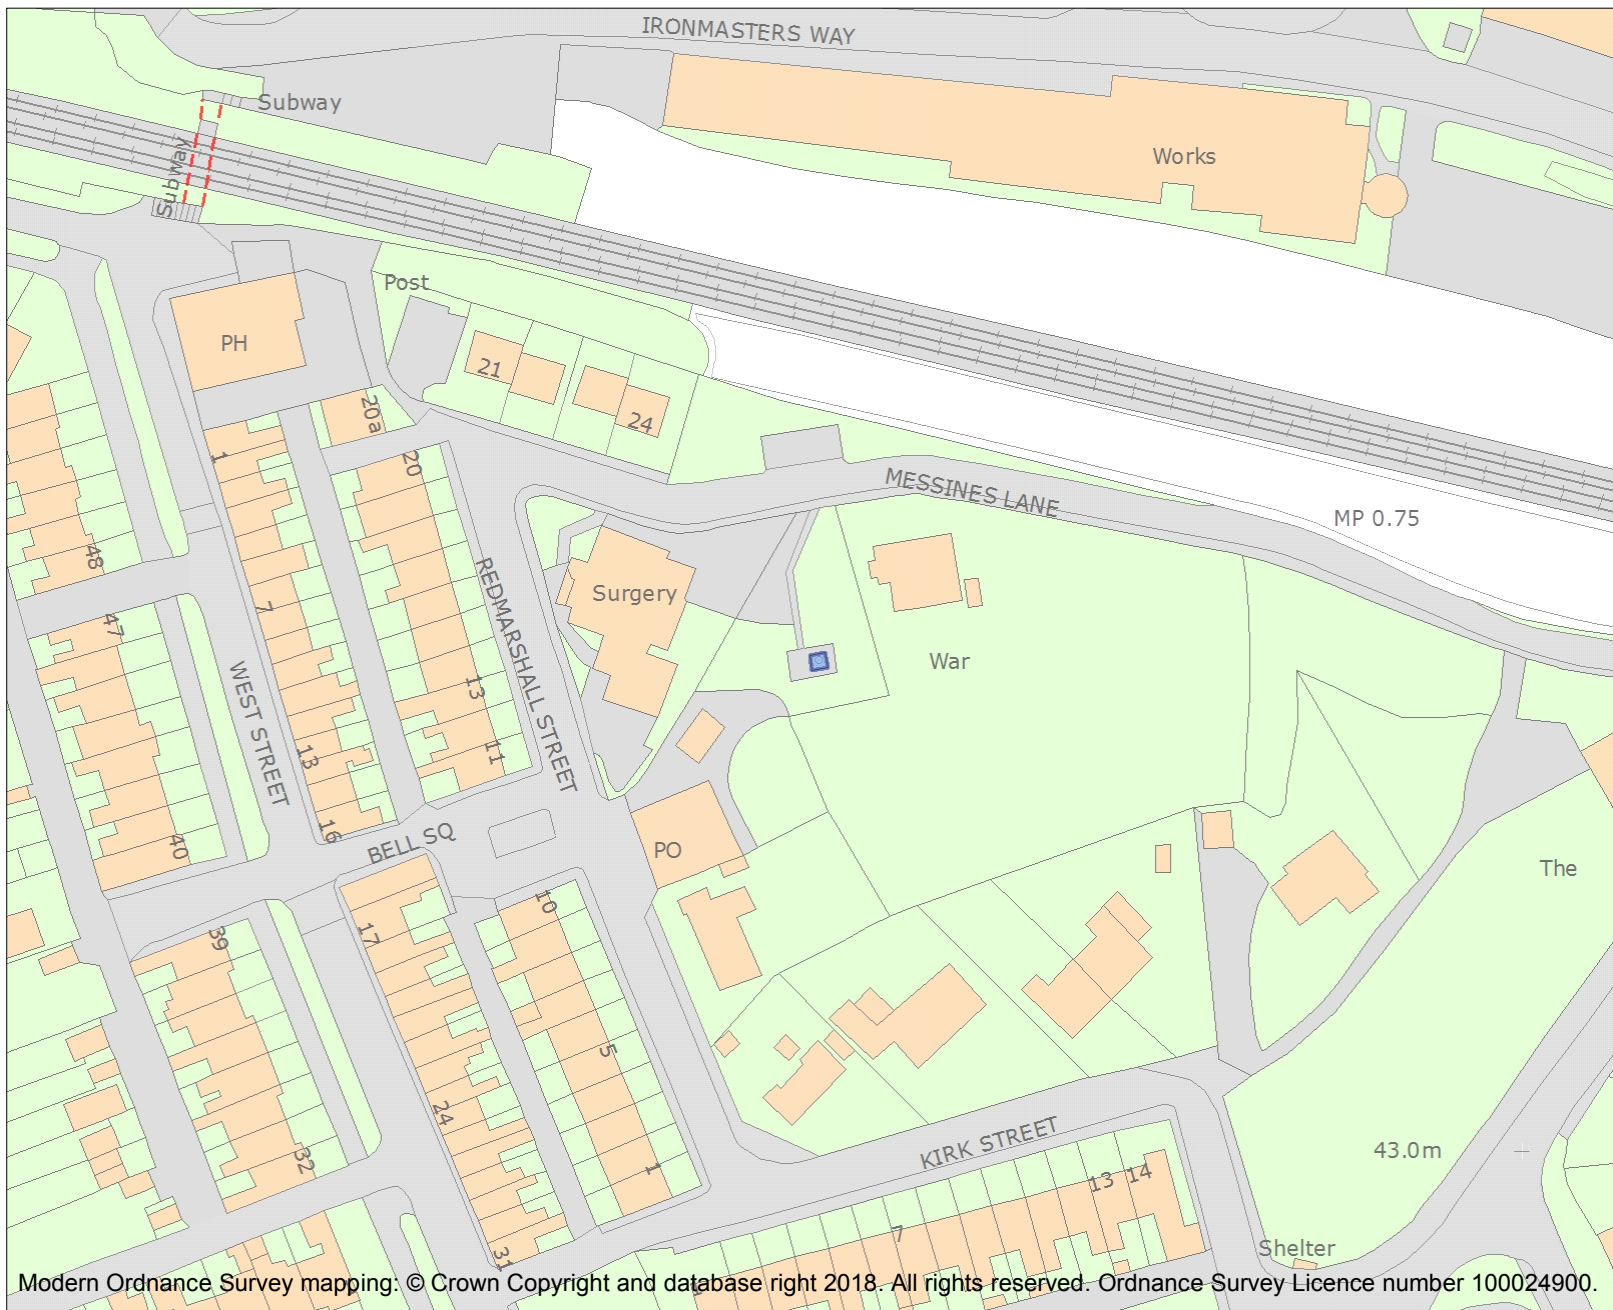 IRONMASTERS WAY
Subway
Subway
Works
Post
PH
21
24
20a
20
1
MESSINES LANE
MP 0.75
48
7
47
Surgery
REDMARSHALL STREET
War
WEST STREET
13
11
13
16
40
BELL SQ
PO
The
17
10
39
5
24
32
1
KIRK STREET
43.0m
13
14
7
31
Shelter
Modern Ordnance Survey mapping: © Crown Copyright and database right 2018. All rights reserved. Ordnance Survey Licence number 100024900.